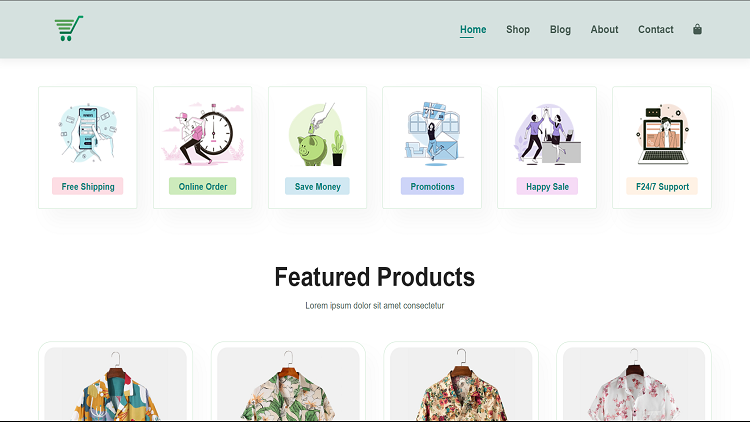 Home Shop Blog About Contact
Free Shipping Online Order Save Money Promotions Happy Sale F24/7 Support
Featured Products
Lorem ipsum dolor sit amet consectetur